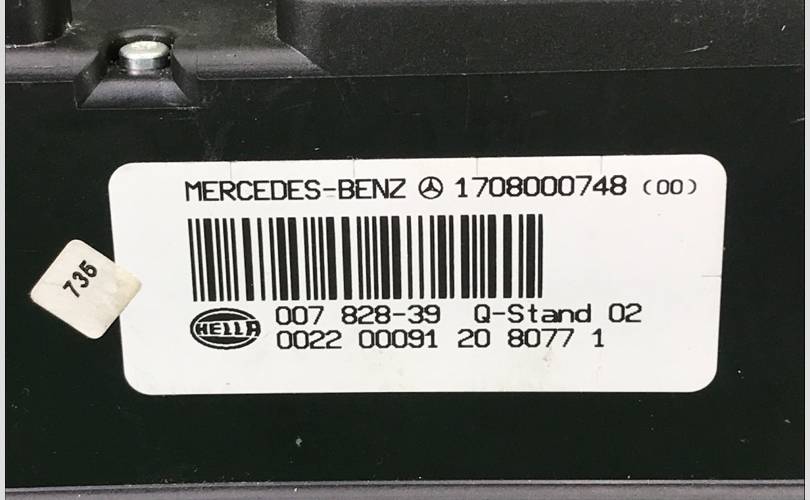 MERCEDES-BENZ 1708000748 (00)
HELLA
007 828-39 Q-Stand 02
0022 00091 20 8077 1
735